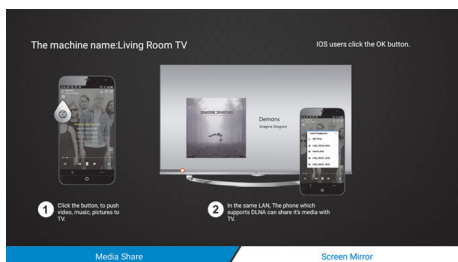 The machine name:Living Room TV
IOS users click the OK button.
Demons
Imagine Dragons
My Phone
1
Click the button, to push
video, music, pictures to
TV.
2
In the same LAN, The phone which
supports DLNA can share it's media with
TV.
Media Share
Screen Mirror